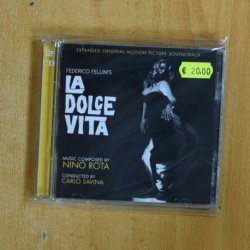 EXPANDED ORIGINAL MOTION PICTURE SOUNDTRACK
FEDERICO FELLINI'S
LA
DOLCE
VITA
€ 20.00
MUSIC COMPOSED BY
NINO ROTA
CONDUCTED BY
CARLO SAVINA